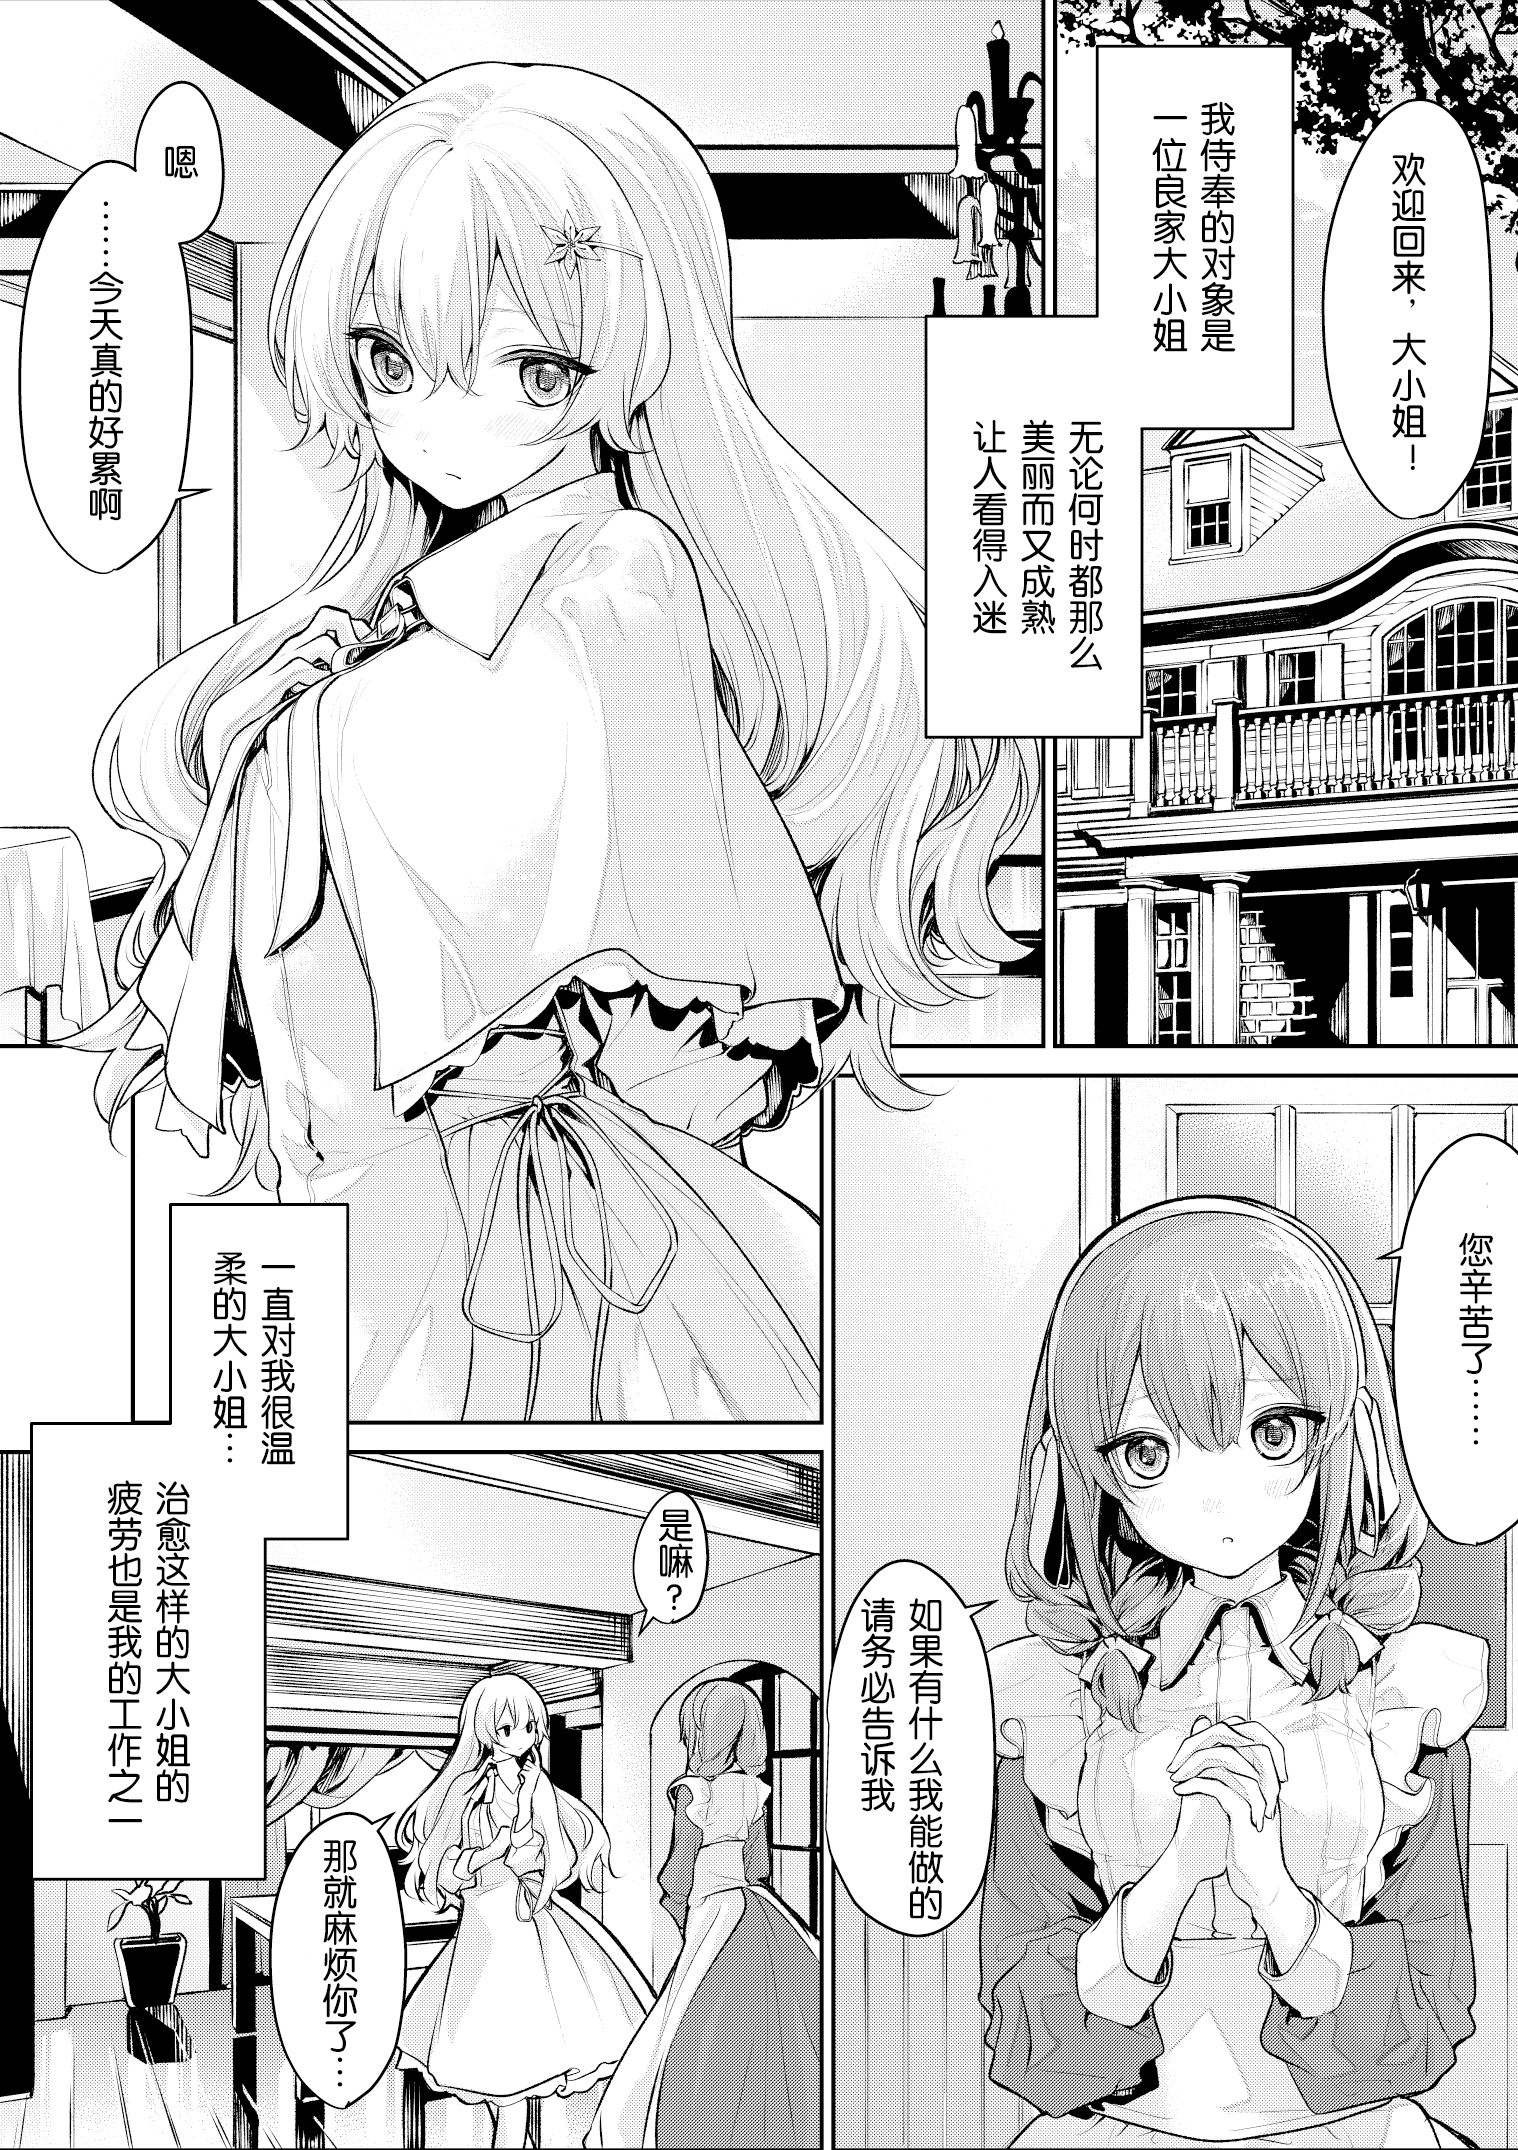 欢迎回来，大小姐！
我侍奉的对象是
一位良家大小姐
无论何时都那么
美丽而又成熟
让人看得入迷
嗯
……今天真的好累啊
您辛苦了……
如果有什么我能做的
请务必告诉我
一直对我很温
柔的大小姐…
治愈这样的大小姐的
疲劳也是我的工作之一
是嘛？
那就麻烦你了…